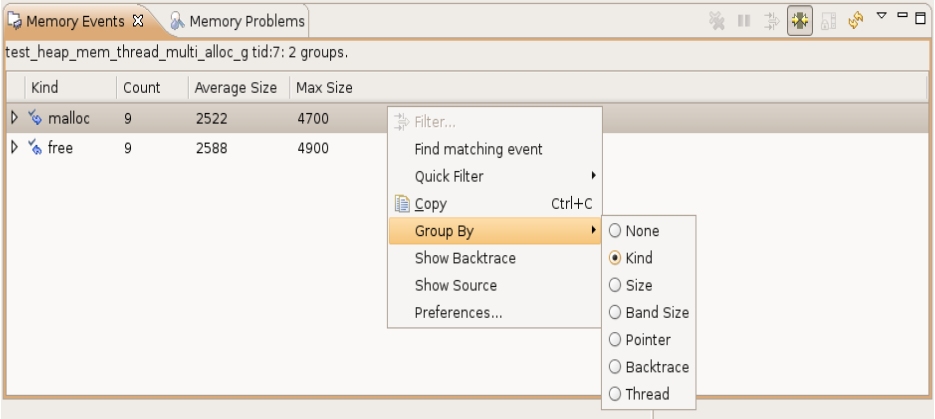 Memory Events Memory Problems
test_heap_mem_thread_multi_alloc_g tid:7: 2 groups.
Kind Count Average Size Max Size
malloc 9 2522 4700
free 9 2588 4900
Filter...
Find matching event
Quick Filter
Copy Ctrl+C
Group By
Show Backtrace
Show Source
Preferences...
None
Kind
Size
Band Size
Pointer
Backtrace
Thread